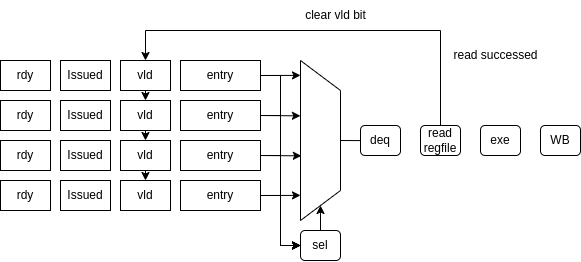 clear vld bit
read successed
rdy Issued vld entry
rdy Issued vld entry
deq read regfile exe WB
rdy Issued vld entry
rdy Issued vld entry
sel